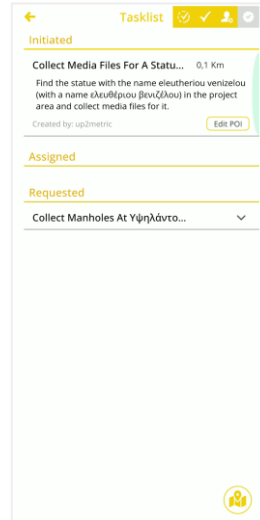 Tasklist
Initiated
Collect Media Files For A Statu... 0,1 Km
Find the statue with the name eleutheriou venizelou
(with a name ελευθέριου βενιζέλου) in the project
area and collect media files for it.
Created by: up2metric Edit POI
Assigned
Requested
Collect Manholes At Υψηλάντο...